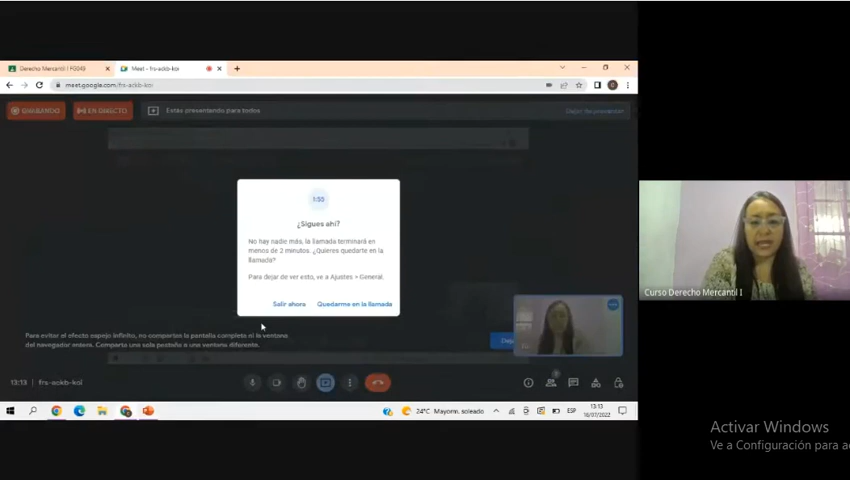 Derecho Mercantil I FGS49
Meet - frs-ackb-koi
meet.google.com/frs-ackb-koi
GRABANDO
EN DIRECTO
Estás presentando para todos
Dejar de presentar
1:55
¿Sigues ahí?
No hay nadie más, la llamada terminará en
menos de 2 minutos. ¿Quieres quedarte en la
llamada?
Para dejar de ver esto, ve a Ajustes > General.
Salir ahora
Quedarme en la llamada
Para evitar el efecto espejo infinito, no compartas la pantalla completa ni la ventana
del navegador entera. Comparte una sola pestaña o una ventana diferente.
13:13
frs-ackb-koi
24°C Mayorm. soleado
ESP
13:13
16/07/2022
Curso Derecho Mercantil I
Activar Windows
Ve a Configuración para